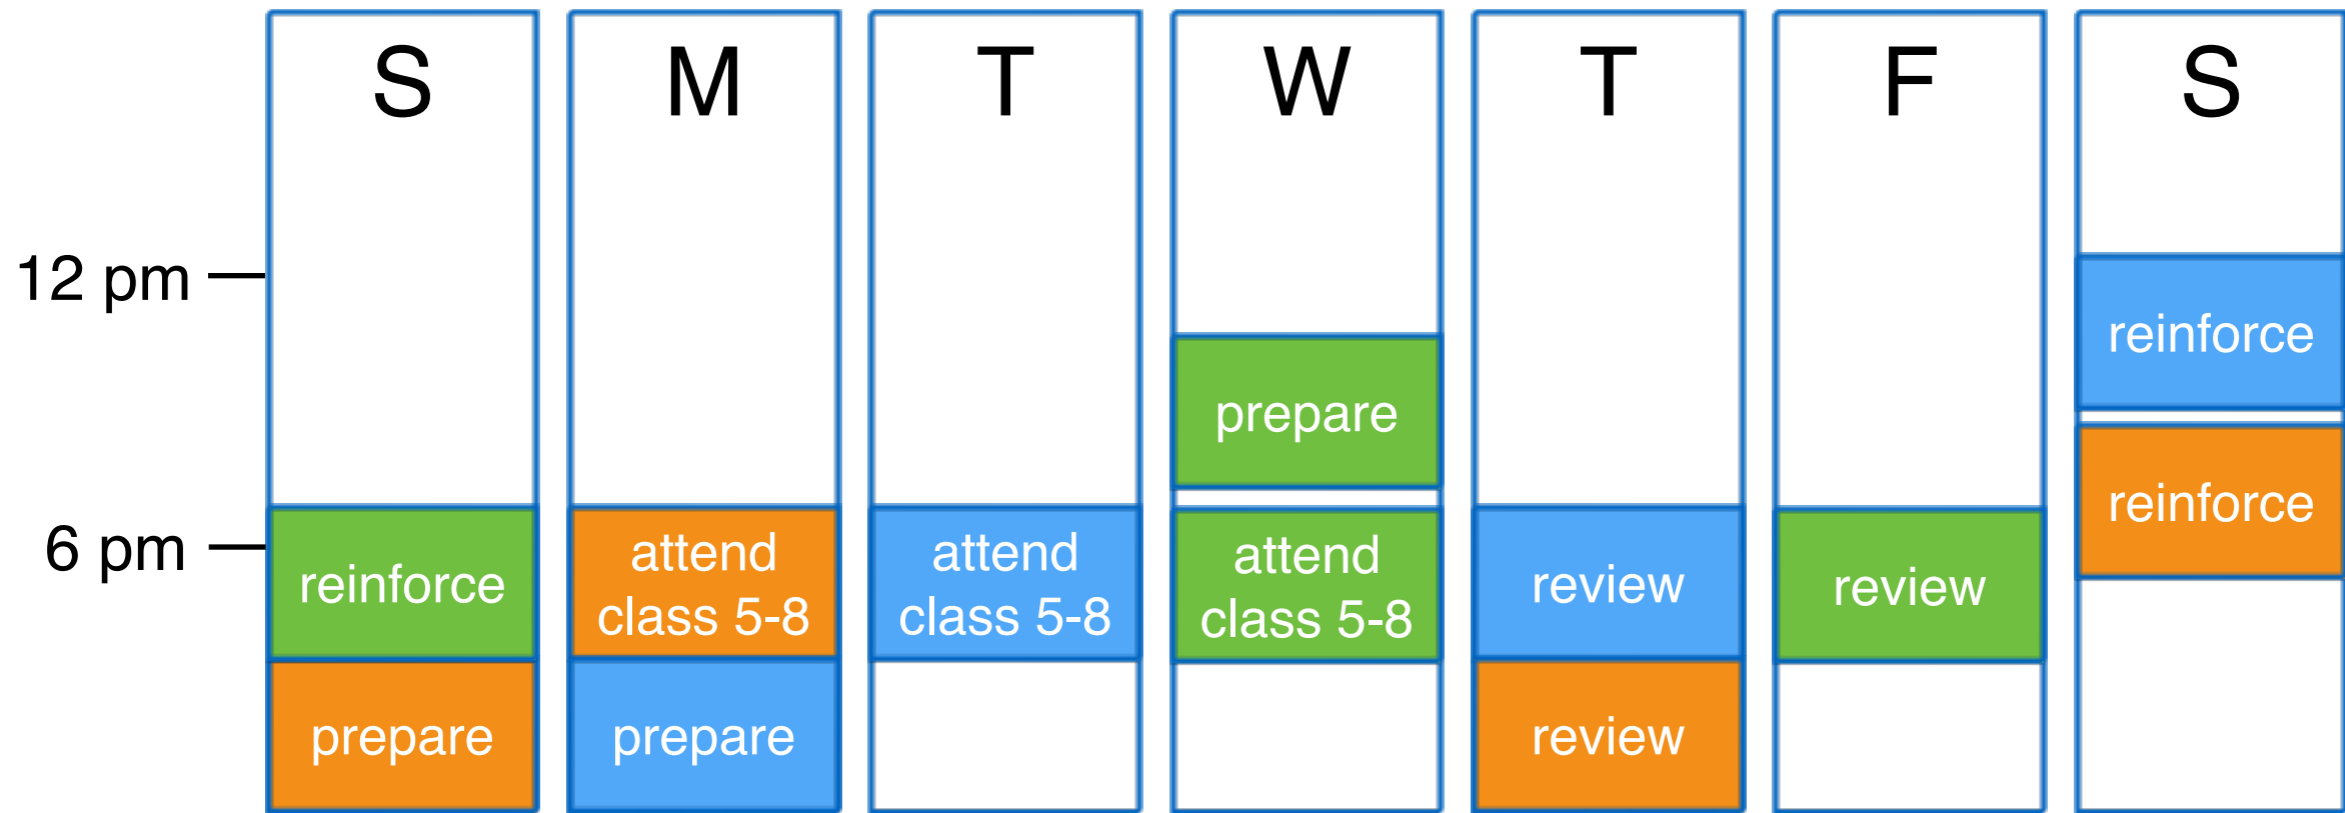 S M T W T F S
12 pm
reinforce
prepare
reinforce
6 pm
reinforce
attend
class 5-8
attend
class 5-8
attend
class 5-8
review
review
prepare
prepare
review